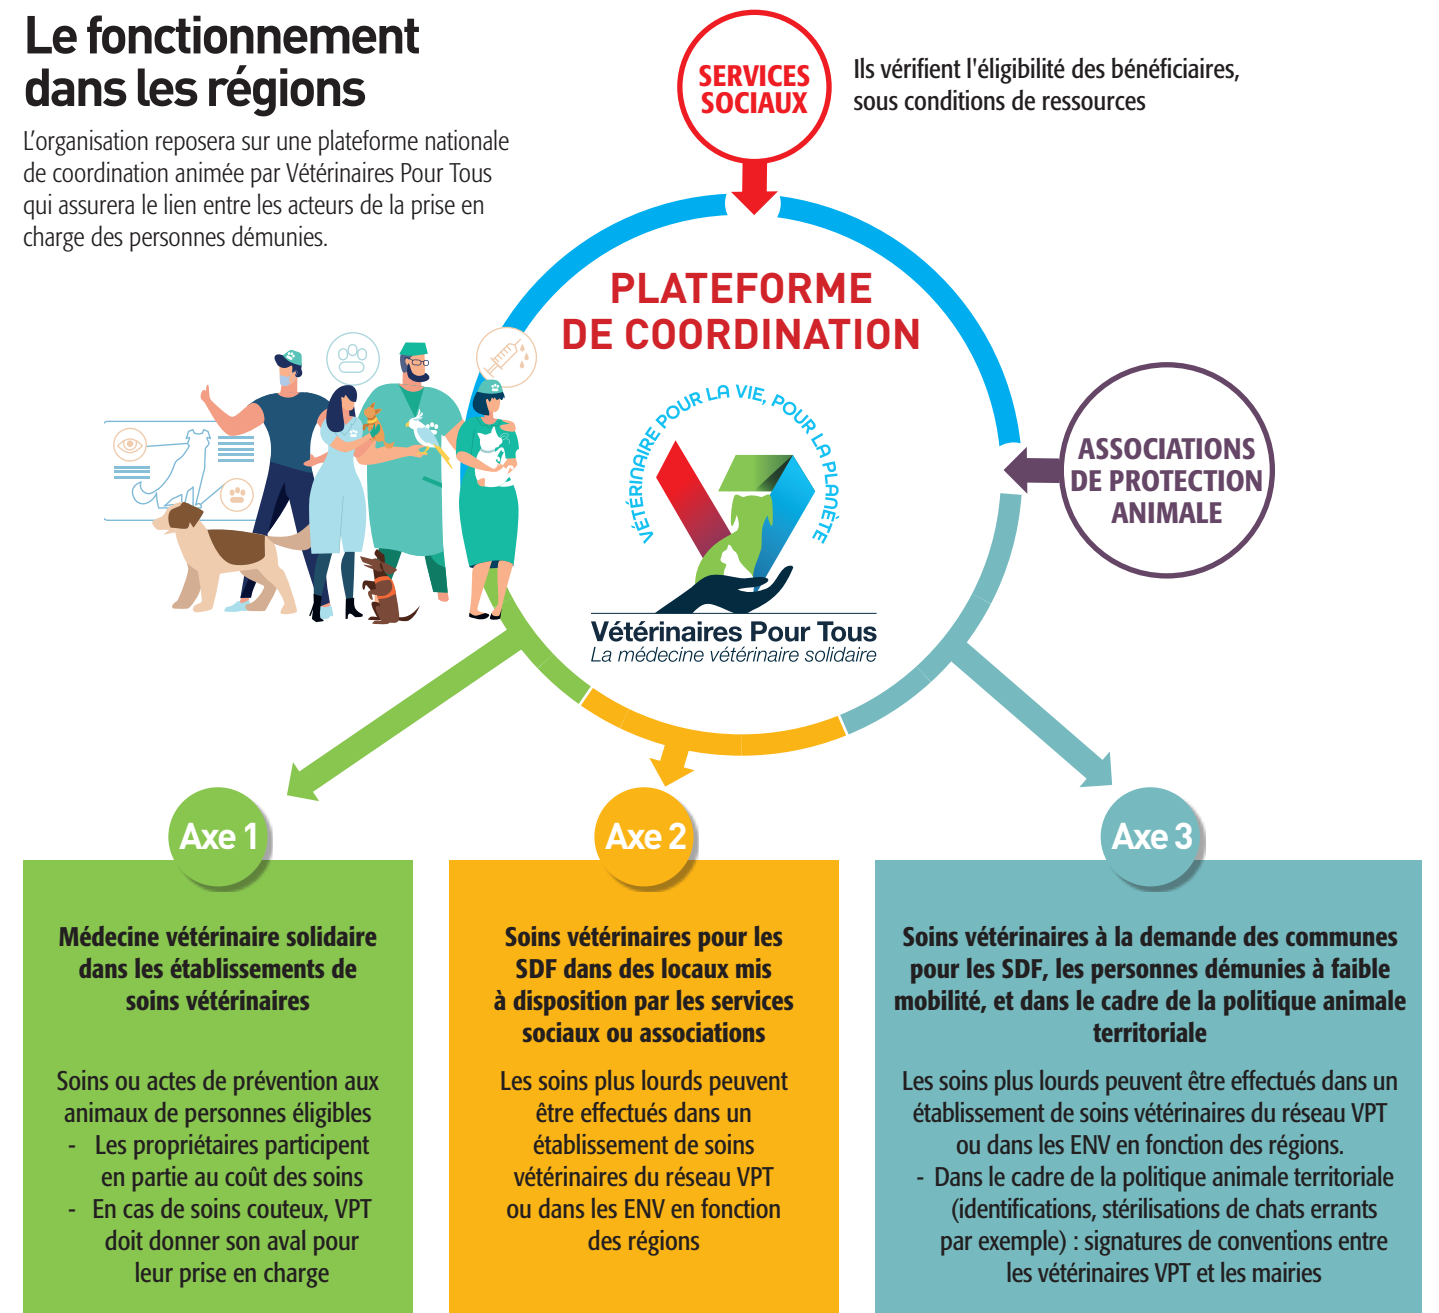 Le fonctionnement
dans les régions
L'organisation reposera sur une plateforme nationale
de coordination animée par Vétérinaires Pour Tous
qui assurera le lien entre les acteurs de la prise en
charge des personnes démunies.
SERVICES
SOCIAUX
Ils vérifient l'éligibilité des bénéficiaires,
sous conditions de ressources
PLATEFORME
DE COORDINATION
VÉTÉRINAIRE POUR LA VIE, POUR LA PLANÈTE
Vétérinaires Pour Tous
La médecine vétérinaire solidaire
ASSOCIATIONS
DE PROTECTION
ANIMALE
Axe 1
Médecine vétérinaire solidaire
dans les établissements de
soins vétérinaires
Soins ou actes de prévention aux
animaux de personnes éligibles
- Les propriétaires participent
en partie au coût des soins
- En cas de soins couteux, VPT
doit donner son aval pour
leur prise en charge
Axe 2
Soins vétérinaires pour les
SDF dans des locaux mis
à disposition par les services
sociaux ou associations
Les soins plus lourds peuvent
être effectués dans un
établissement de soins
vétérinaires du réseau VPT
ou dans les ENV en fonction
des régions
Axe 3
Soins vétérinaires à la demande des communes
pour les SDF, les personnes démunies à faible
mobilité, et dans le cadre de la politique animale
territoriale
Les soins plus lourds peuvent être effectués dans un
établissement de soins vétérinaires du réseau VPT
ou dans les ENV en fonction des régions.
- Dans le cadre de la politique animale territoriale
(identifications, stérilisations de chats errants
par exemple) : signatures de conventions entre
les vétérinaires VPT et les mairies